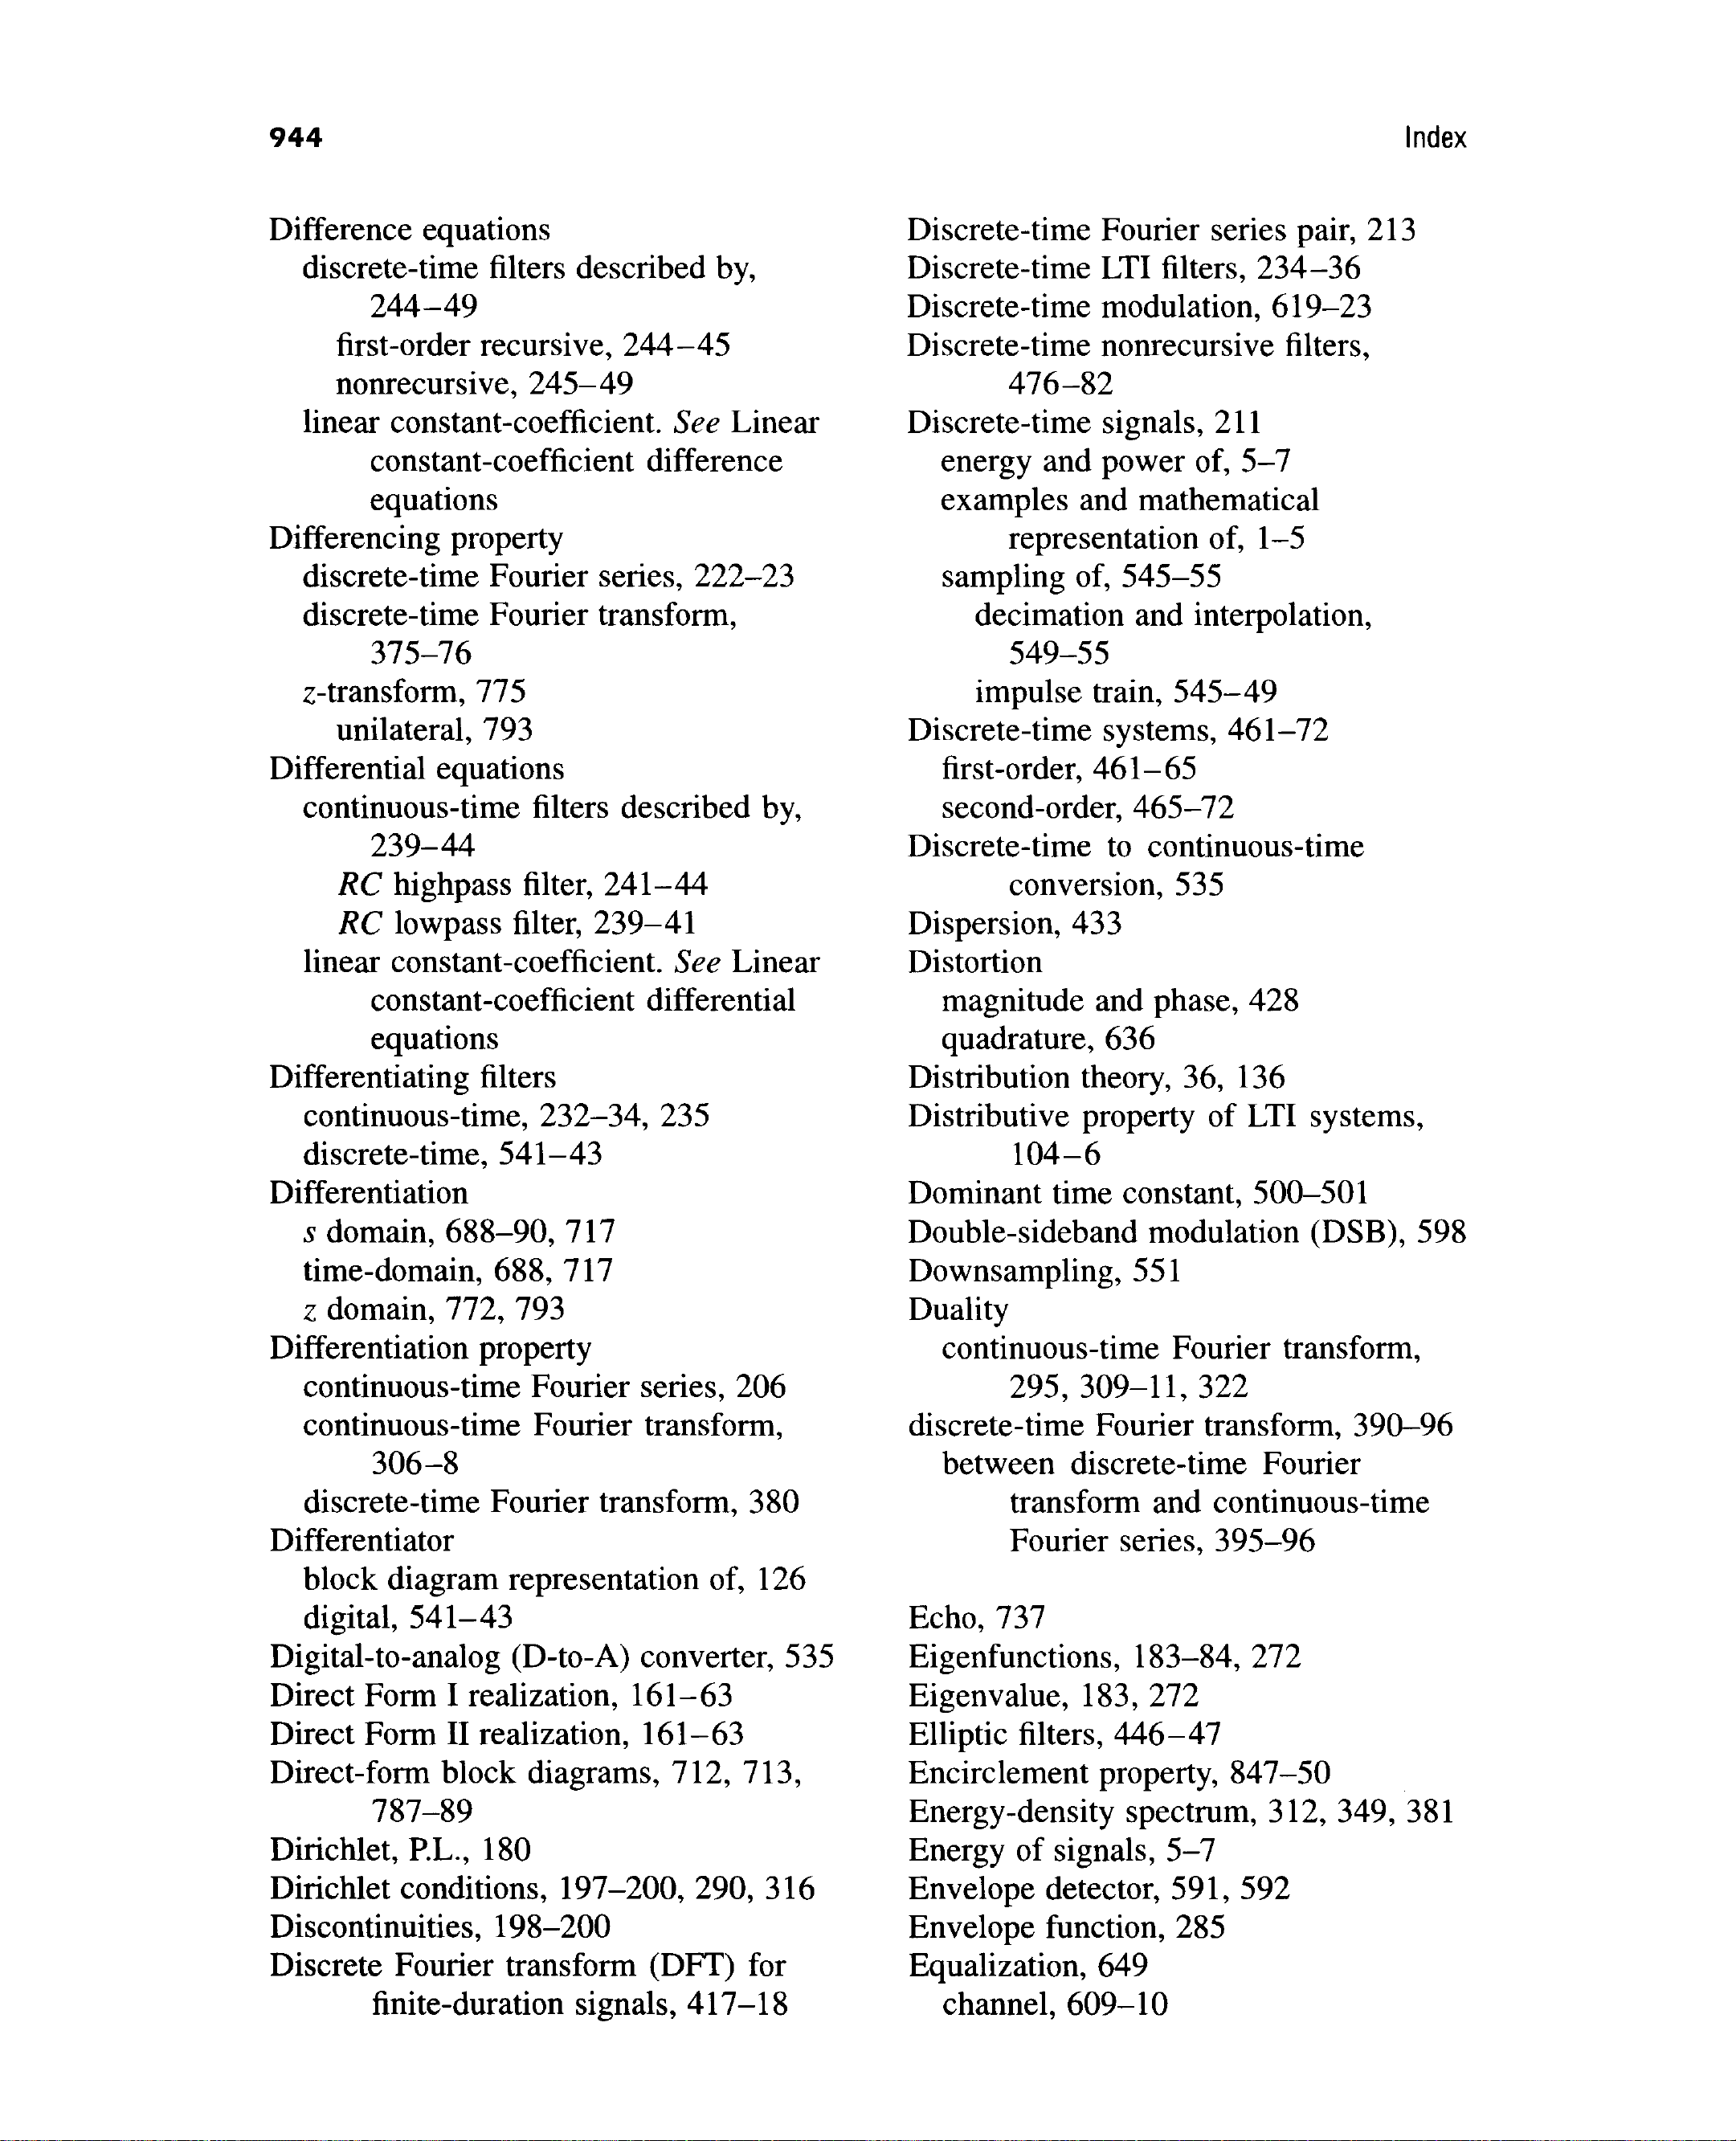 944
Index
Difference equations
discrete-time filters described by,
244–49
first-order recursive, 244–45
nonrecursive, 245–49
linear constant-coefficient. See Linear
constant-coefficient difference
equations
Differencing property
discrete-time Fourier series, 222–23
discrete-time Fourier transform,
375–76
z-transform, 775
unilateral, 793
Differential equations
continuous-time filters described by,
239–44
RC highpass filter, 241–44
RC lowpass filter, 239–41
linear constant-coefficient. See Linear
constant-coefficient differential
equations
Differentiating filters
continuous-time, 232–34, 235
discrete-time, 541–43
Differentiation
s domain, 688–90, 717
time-domain, 688, 717
z domain, 772, 793
Differentiation property
continuous-time Fourier series, 206
continuous-time Fourier transform,
306–8
discrete-time Fourier transform, 380
Differentiator
block diagram representation of, 126
digital, 541–43
Digital-to-analog (D-to-A) converter, 535
Direct Form I realization, 161–63
Direct Form II realization, 161–63
Direct-form block diagrams, 712, 713,
787–89
Dirichlet, P.L., 180
Dirichlet conditions, 197–200, 290, 316
Discontinuities, 198–200
Discrete Fourier transform (DFT) for
finite-duration signals, 417–18
Discrete-time Fourier series pair, 213
Discrete-time LTI filters, 234–36
Discrete-time modulation, 619–23
Discrete-time nonrecursive filters,
476–82
Discrete-time signals, 211
energy and power of, 5–7
examples and mathematical
representation of, 1–5
sampling of, 545–55
decimation and interpolation,
549–55
impulse train, 545–49
Discrete-time systems, 461–72
first-order, 461–65
second-order, 465–72
Discrete-time to continuous-time
conversion, 535
Dispersion, 433
Distortion
magnitude and phase, 428
quadrature, 636
Distribution theory, 36, 136
Distributive property of LTI systems,
104–6
Dominant time constant, 500–501
Double-sideband modulation (DSB), 598
Downsampling, 551
Duality
continuous-time Fourier transform,
295, 309–11, 322
discrete-time Fourier transform, 390–96
between discrete-time Fourier
transform and continuous-time
Fourier series, 395–96
Echo, 737
Eigenfunctions, 183–84, 272
Eigenvalue, 183, 272
Elliptic filters, 446–47
Encirclement property, 847–50
Energy-density spectrum, 312, 349, 381
Energy of signals, 5–7
Envelope detector, 591, 592
Envelope function, 285
Equalization, 649
channel, 609–10